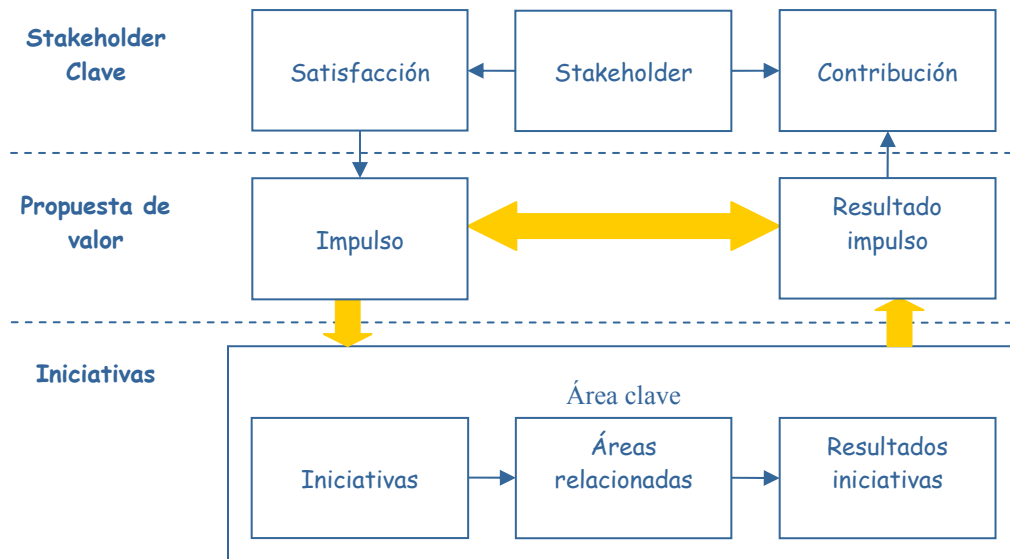 Stakeholder
Clave
Satisfacción
Stakeholder
Contribución
Propuesta de
valor
Impulso
Resultado
impulso
Iniciativas
Área clave
Iniciativas
Áreas
relacionadas
Resultados
iniciativas